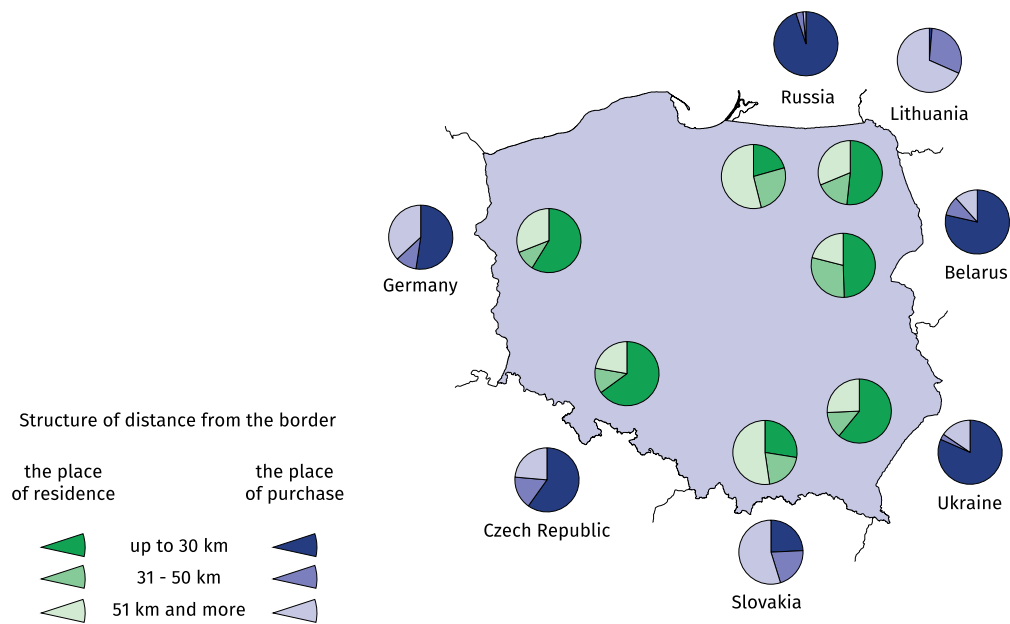 Russia
Lithuania
Germany
Belarus
Czech Republic
Ukraine
Slovakia
Structure of distance from the border
the place
of residence
the place
of purchase
up to 30 km
31 - 50 km
51 km and more